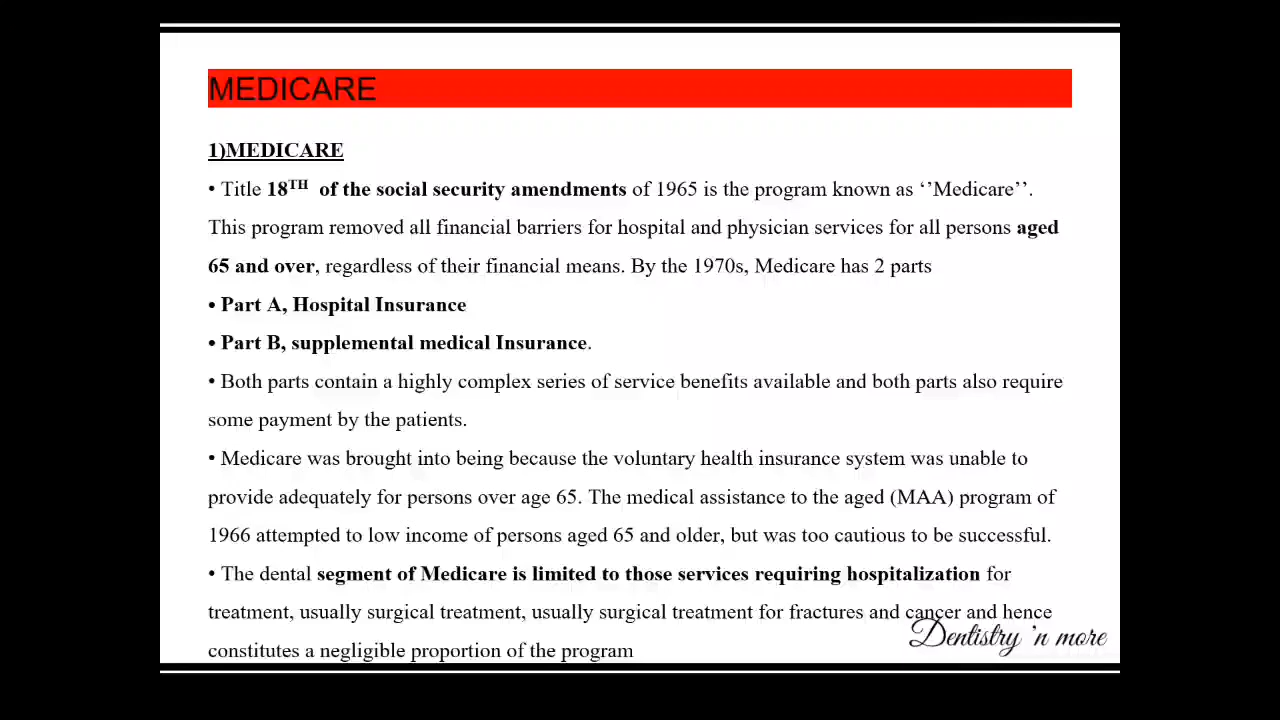 MEDICARE
1)MEDICARE
• Title 18TH of the social security amendments of 1965 is the program known as ‘’Medicare’’.
This program removed all financial barriers for hospital and physician services for all persons aged
65 and over, regardless of their financial means. By the 1970s, Medicare has 2 parts
• Part A, Hospital Insurance
• Part B, supplemental medical Insurance.
• Both parts contain a highly complex series of service benefits available and both parts also require
some payment by the patients.
• Medicare was brought into being because the voluntary health insurance system was unable to
provide adequately for persons over age 65. The medical assistance to the aged (MAA) program of
1966 attempted to low income of persons aged 65 and older, but was too cautious to be successful.
• The dental segment of Medicare is limited to those services requiring hospitalization for
treatment, usually surgical treatment, usually surgical treatment for fractures and cancer and hence
constitutes a negligible proportion of the program
Dentistry 'n more